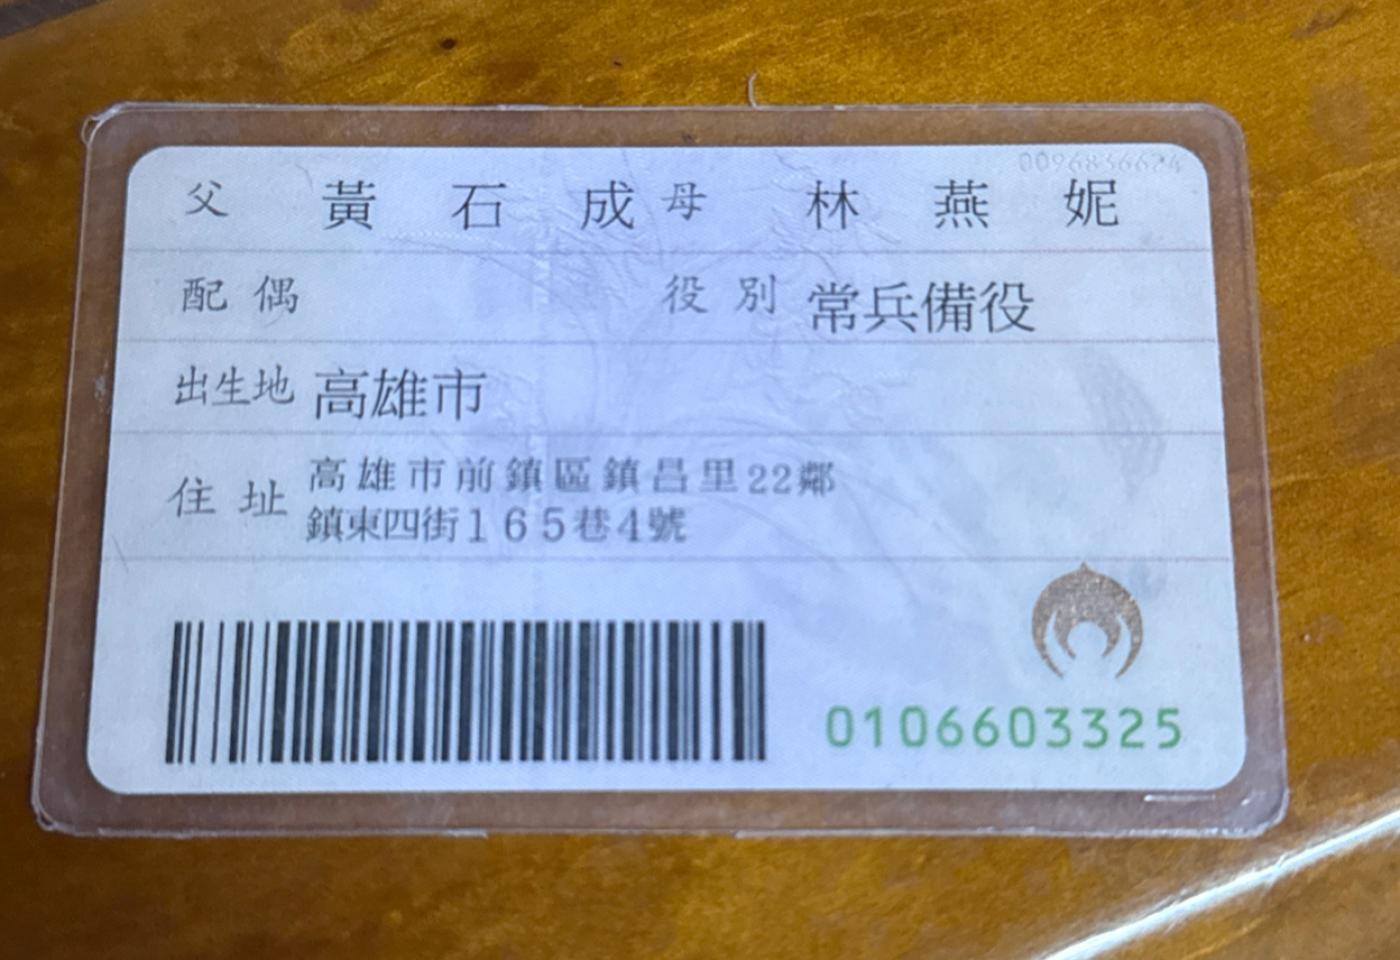 0096836624
父 黃石成 母 林燕妮
配偶 役別 常兵備役
出生地 高雄市
住址 高雄市前鎮區鎮昌里22鄰
鎮東四街165巷4號
0106603325